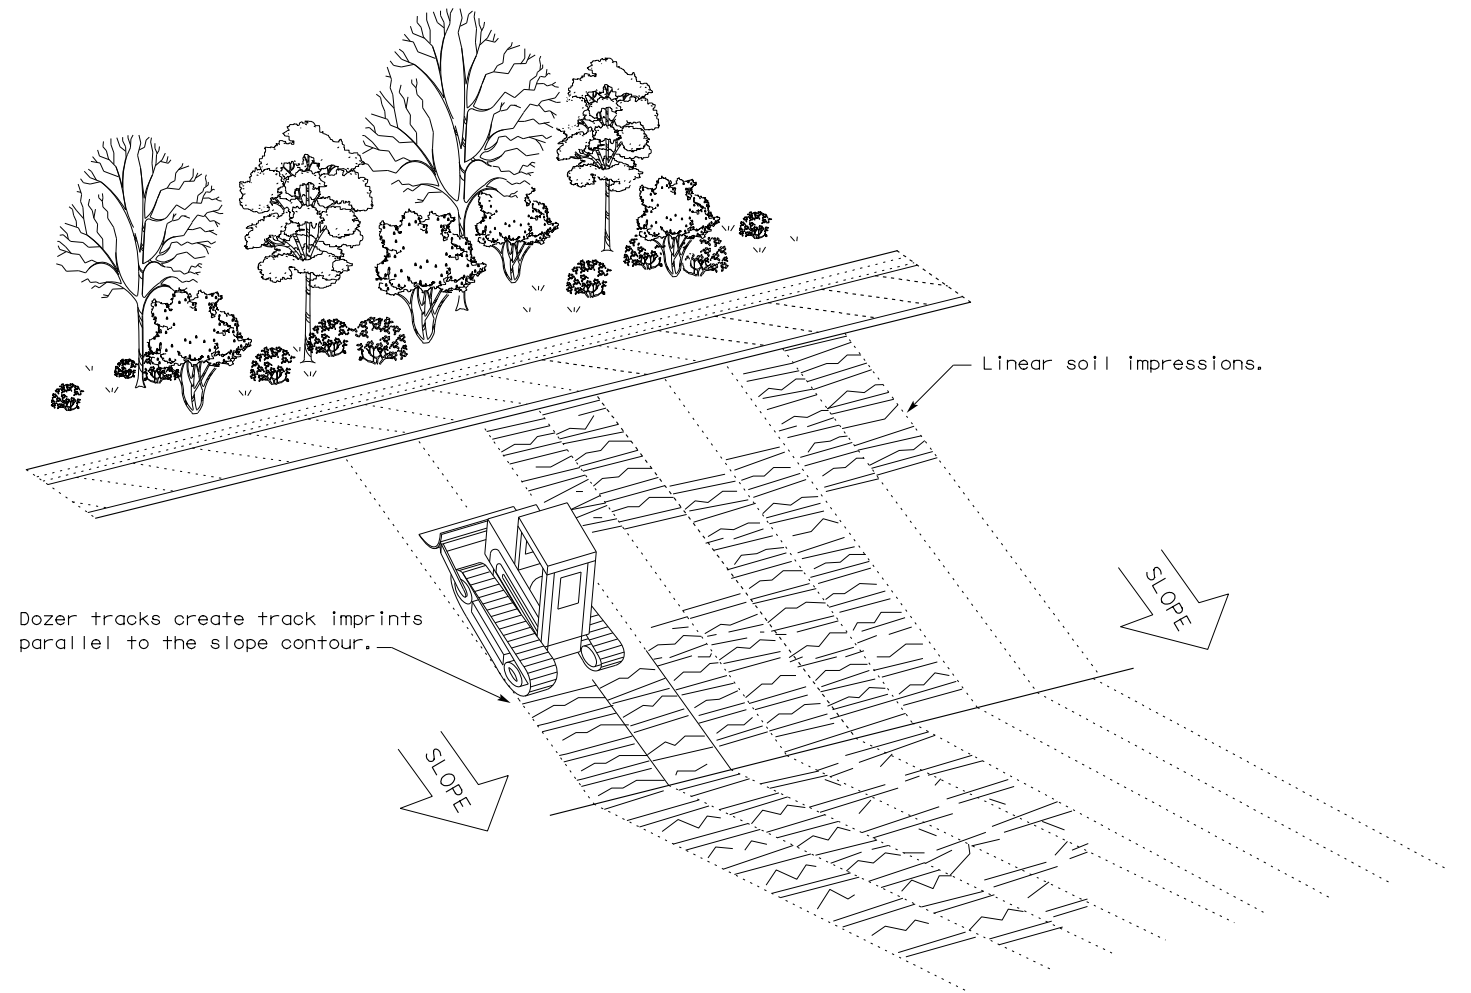 Linear soil impressions.
SLOPE
Dozer tracks create track imprints
parallel to the slope contour.
SLOPE